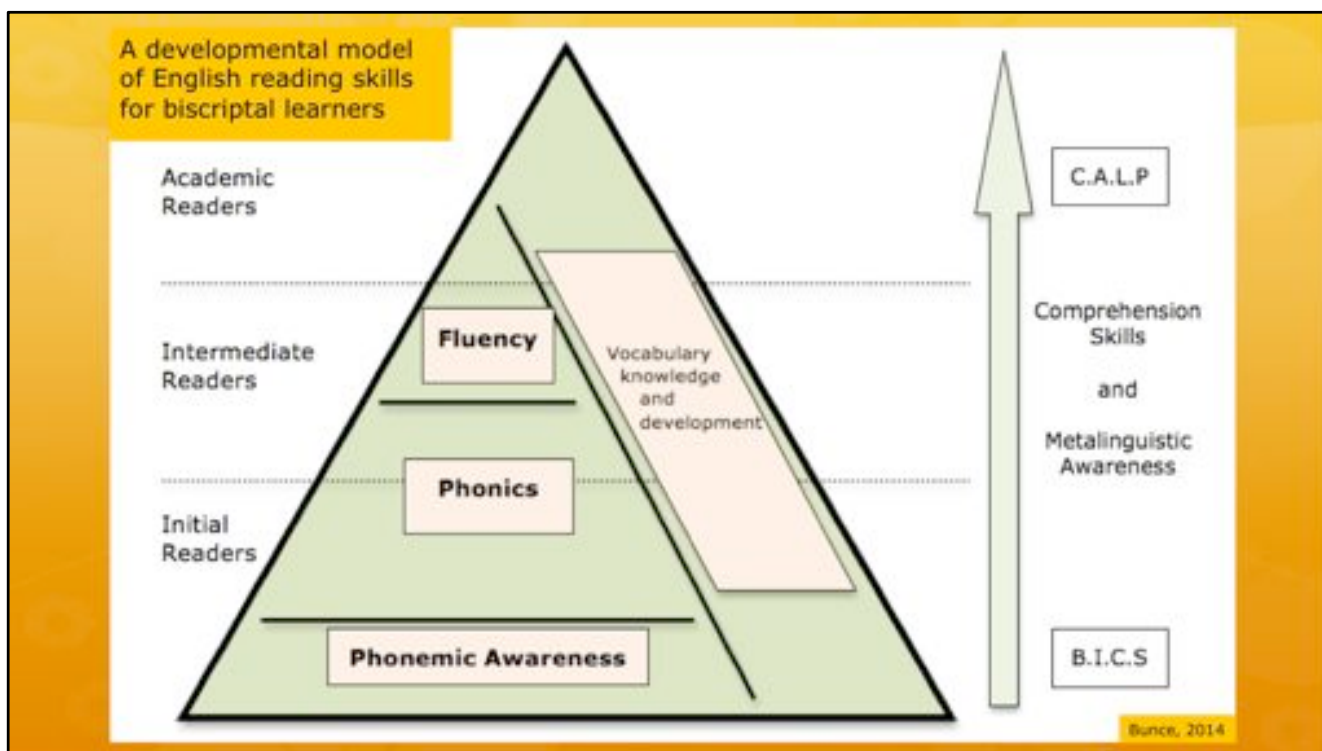 A developmental model
of English reading skills
for biscriptal learners
Academic
Readers
C.A.L.P
Intermediate
Readers
Fluency
Vocabulary
knowledge
and
development
Comprehension
Skills
and
Metalinguistic
Awareness
Phonics
Initial
Readers
Phonemic Awareness
B.I.C.S
Bunce, 2014